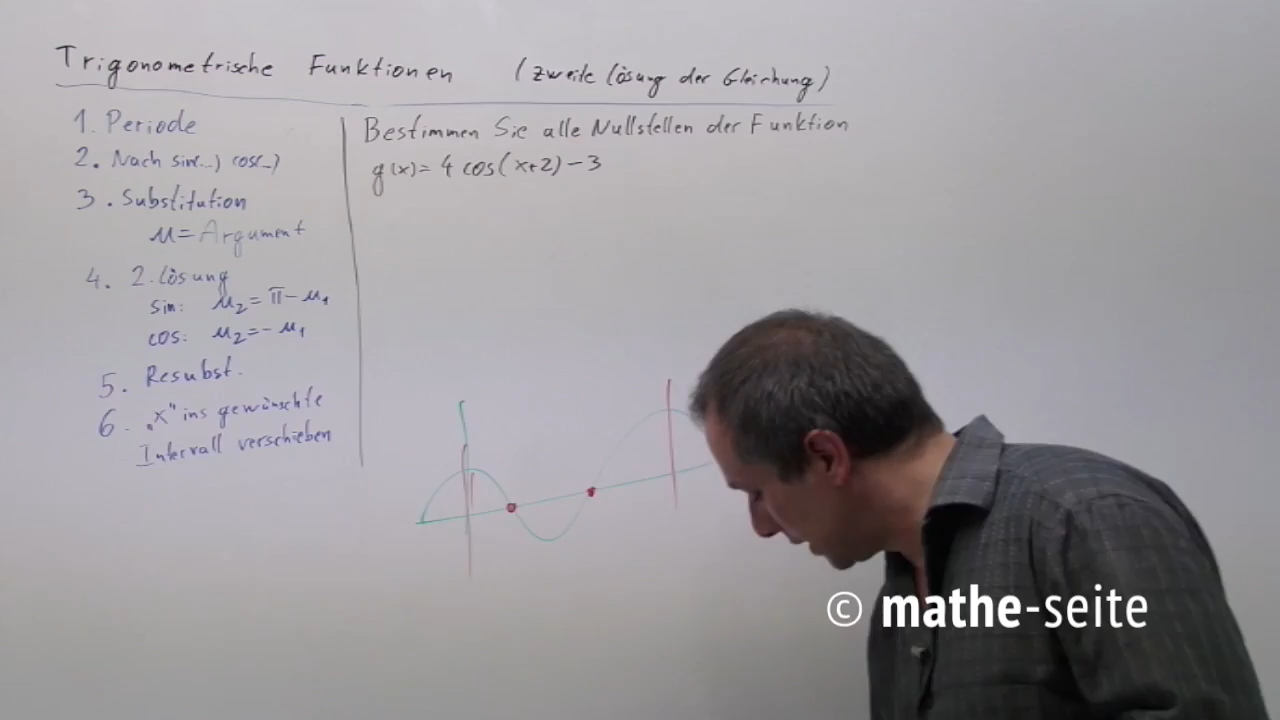 Trigonometrische Funktionen (zweite Lösung der Gleichung)
1. Periode
2. Nach sin(...) cos(...)
3. Substitution
u = Argument
4. 2. Lösung
sin: u₂ = π - u₁
cos: u₂ = - u₁
5. Resubst.
6. "x" ins gewünschte
Intervall verschieben
Bestimmen Sie alle Nullstellen der Funktion
g(x) = 4 cos(x+2) - 3
© mathe-seite